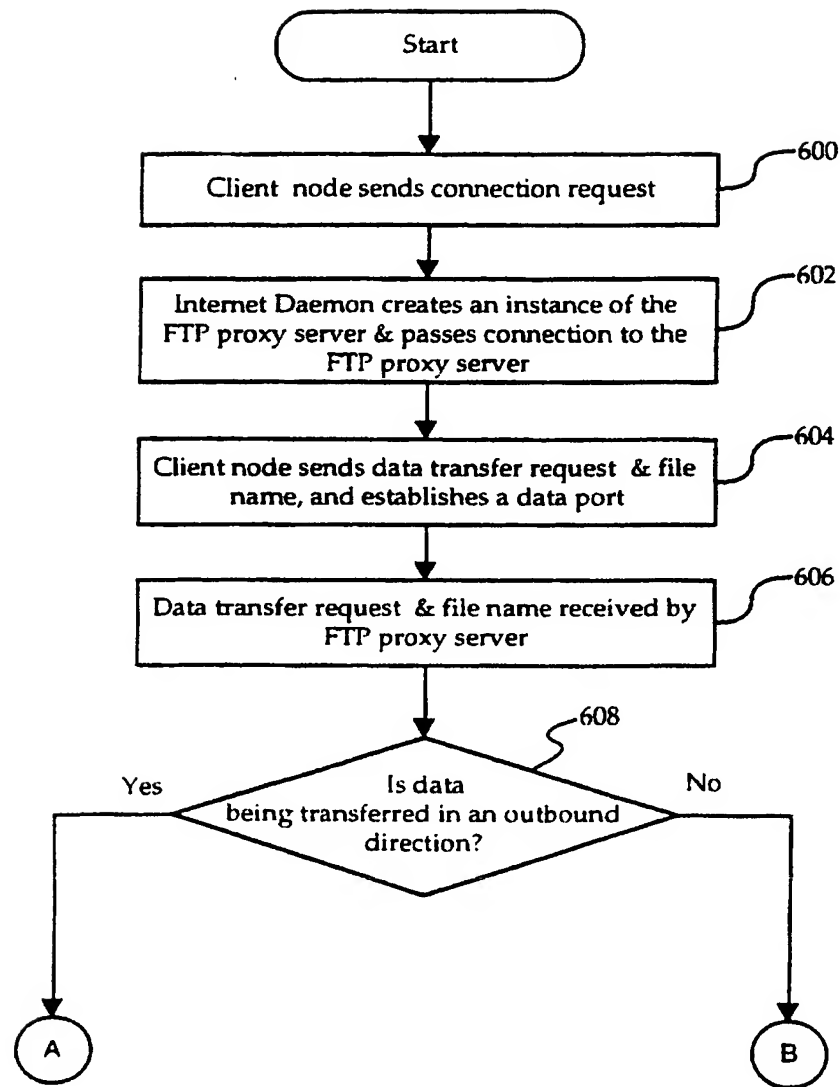 Start
600
Client node sends connection request
602
Internet Daemon creates an instance of the
FTP proxy server & passes connection to the
FTP proxy server
604
Client node sends data transfer request & file
name, and establishes a data port
606
Data transfer request & file name received by
FTP proxy server
608
Yes
Is data
being transferred in an outbound
direction?
No
A
B